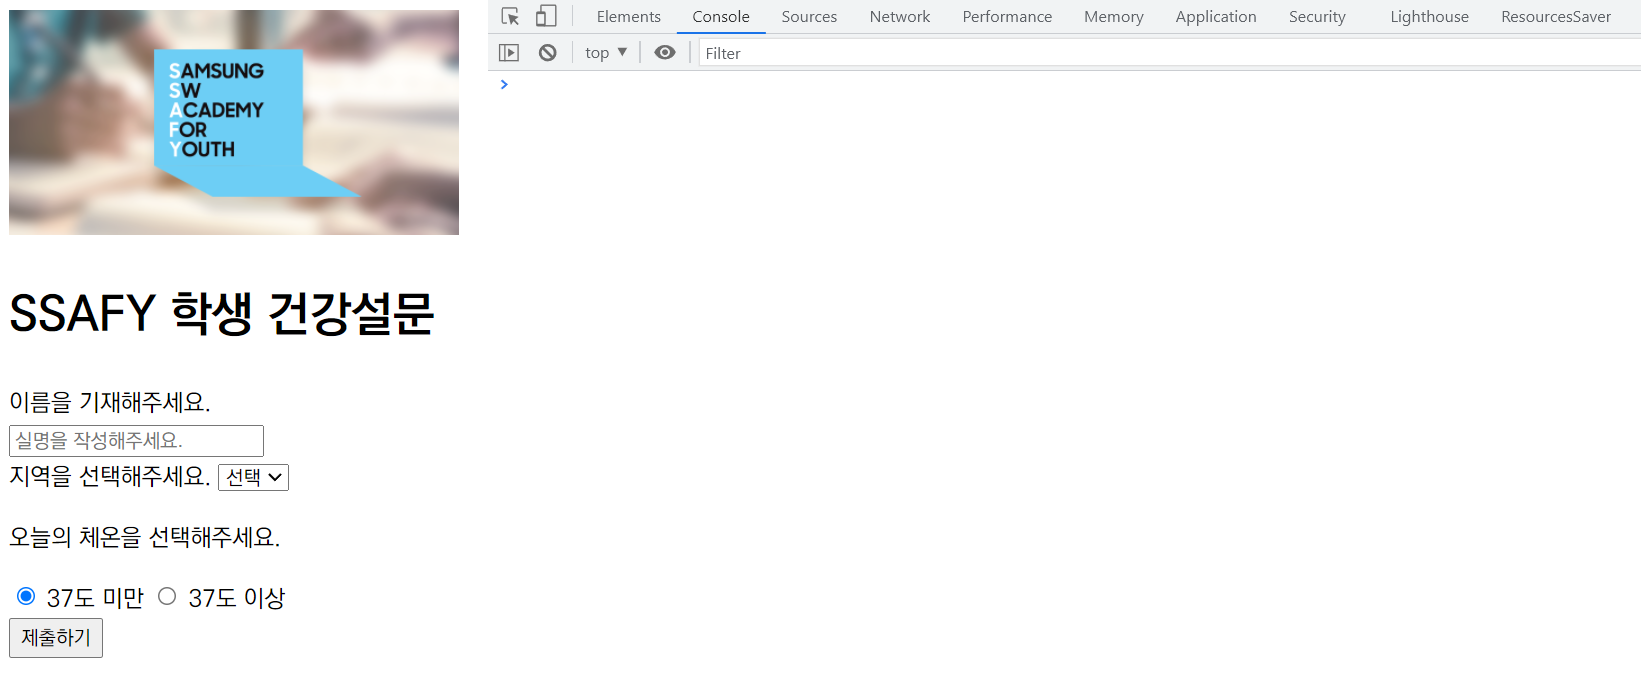 SAMSUNG
SW
ACADEMY
FOR
YOUTH
SSAFY 학생 건강설문
이름을 기재해주세요.
실명을 작성해주세요.
지역을 선택해주세요. 선택
오늘의 체온을 선택해주세요.
37도 미만 37도 이상
제출하기
Elements Console Sources Network Performance Memory Application Security Lighthouse ResourcesSaver
top ▼ Filter